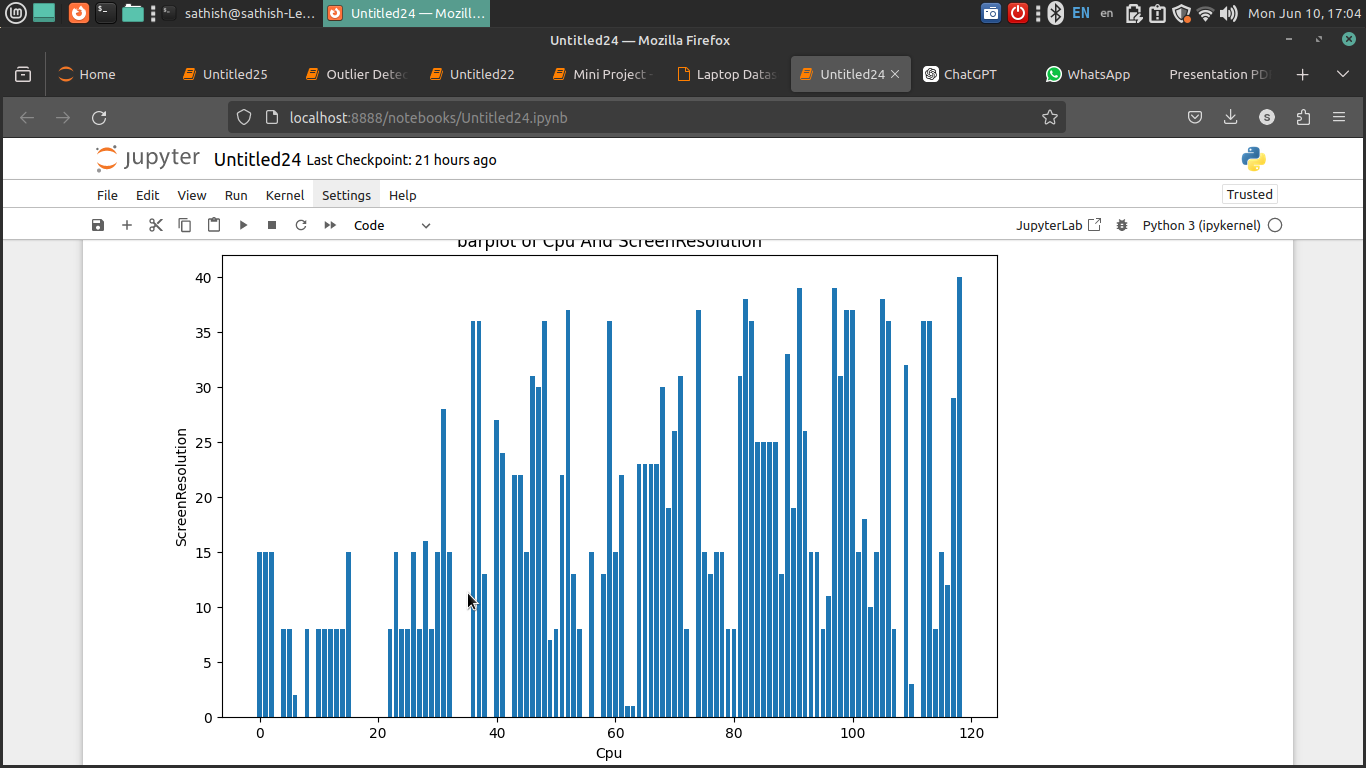 sathish@sathish-Le... Untitled24 — Mozill... EN en Mon Jun 10, 17:04
Untitled24 — Mozilla Firefox
Home Untitled25 Outlier Dete Untitled22 Mini Project - Laptop Datas Untitled24 ChatGPT WhatsApp Presentation PD
localhost:8888/notebooks/Untitled24.ipynb S
jupyter Untitled24 Last Checkpoint: 21 hours ago
File Edit View Run Kernel Settings Help Trusted
Code JupyterLab Python 3 (ipykernel)
barplot of Cpu And ScreenResolution
40
35
30
25
20
15
10
5
0
ScreenResolution
0 20 40 60 80 100 120
Cpu